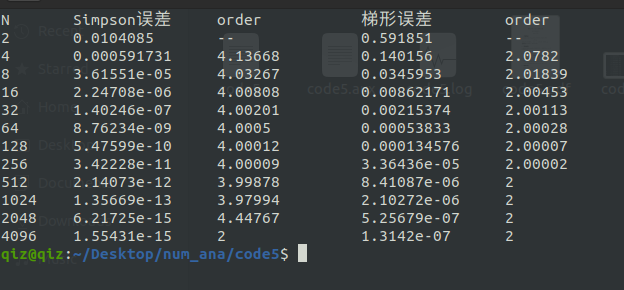 N Simpson误差 order 梯形误差 order
2 0.0104085 -- 0.591851 --
4 0.000591731 4.13668 0.140156 2.0782
8 3.61551e-05 4.03267 0.0345953 2.01839
16 2.24708e-06 4.00808 0.00862171 2.00453
32 1.40246e-07 4.00201 0.00215374 2.00113
64 8.76234e-09 4.0005 0.00053833 2.00028
128 5.47599e-10 4.00012 0.000134576 2.00007
256 3.42228e-11 4.00009 3.36436e-05 2.00002
512 2.14073e-12 3.99878 8.41087e-06 2
1024 1.35669e-13 3.97994 2.10272e-06 2
2048 6.21725e-15 4.44767 5.25679e-07 2
4096 1.55431e-15 2 1.3142e-07 2
qiz@qiz:~/Desktop/num_ana/code5$